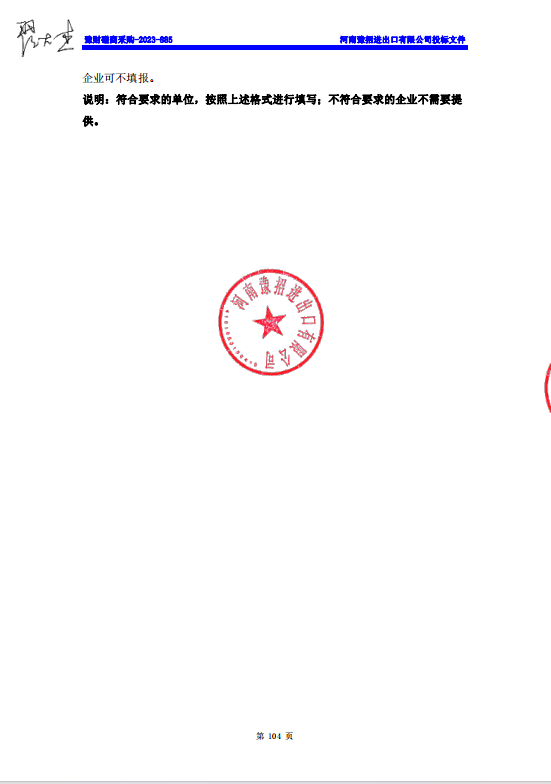 豫财磋商采购-2023-885
河南豫招进出口有限公司投标文件
企业可不填报。
说明：符合要求的单位，按照上述格式进行填写；不符合要求的企业不需要提
供。
河南豫招进出口有限公司
第 104 页